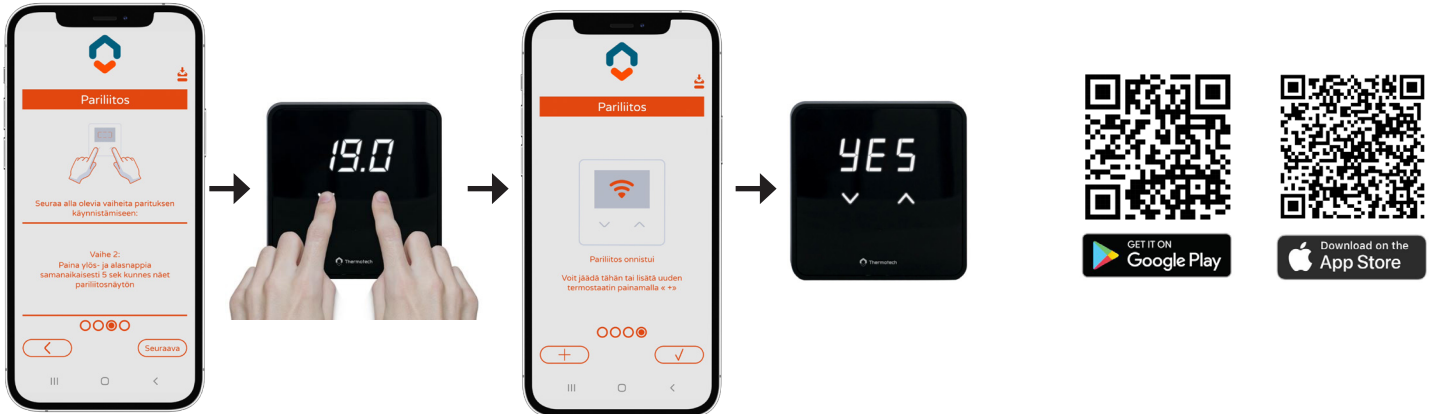 Pariliitos
Seuraa alla olevia vaiheita parituksen
käynnistämiseen:
Vaihe 2:
Paina ylös- ja alasnappia
samanaikaisesti 5 sek kunnes näet
pariliitosnäytön
Seuraava
19.0
Thermotech
Pariliitos
Pariliitos onnistui
Voit jäädä tähän tai lisätä uuden
termostaatin painamalla « +»
YES
Thermotech
GET IT ON
Google Play
Download on the
App Store